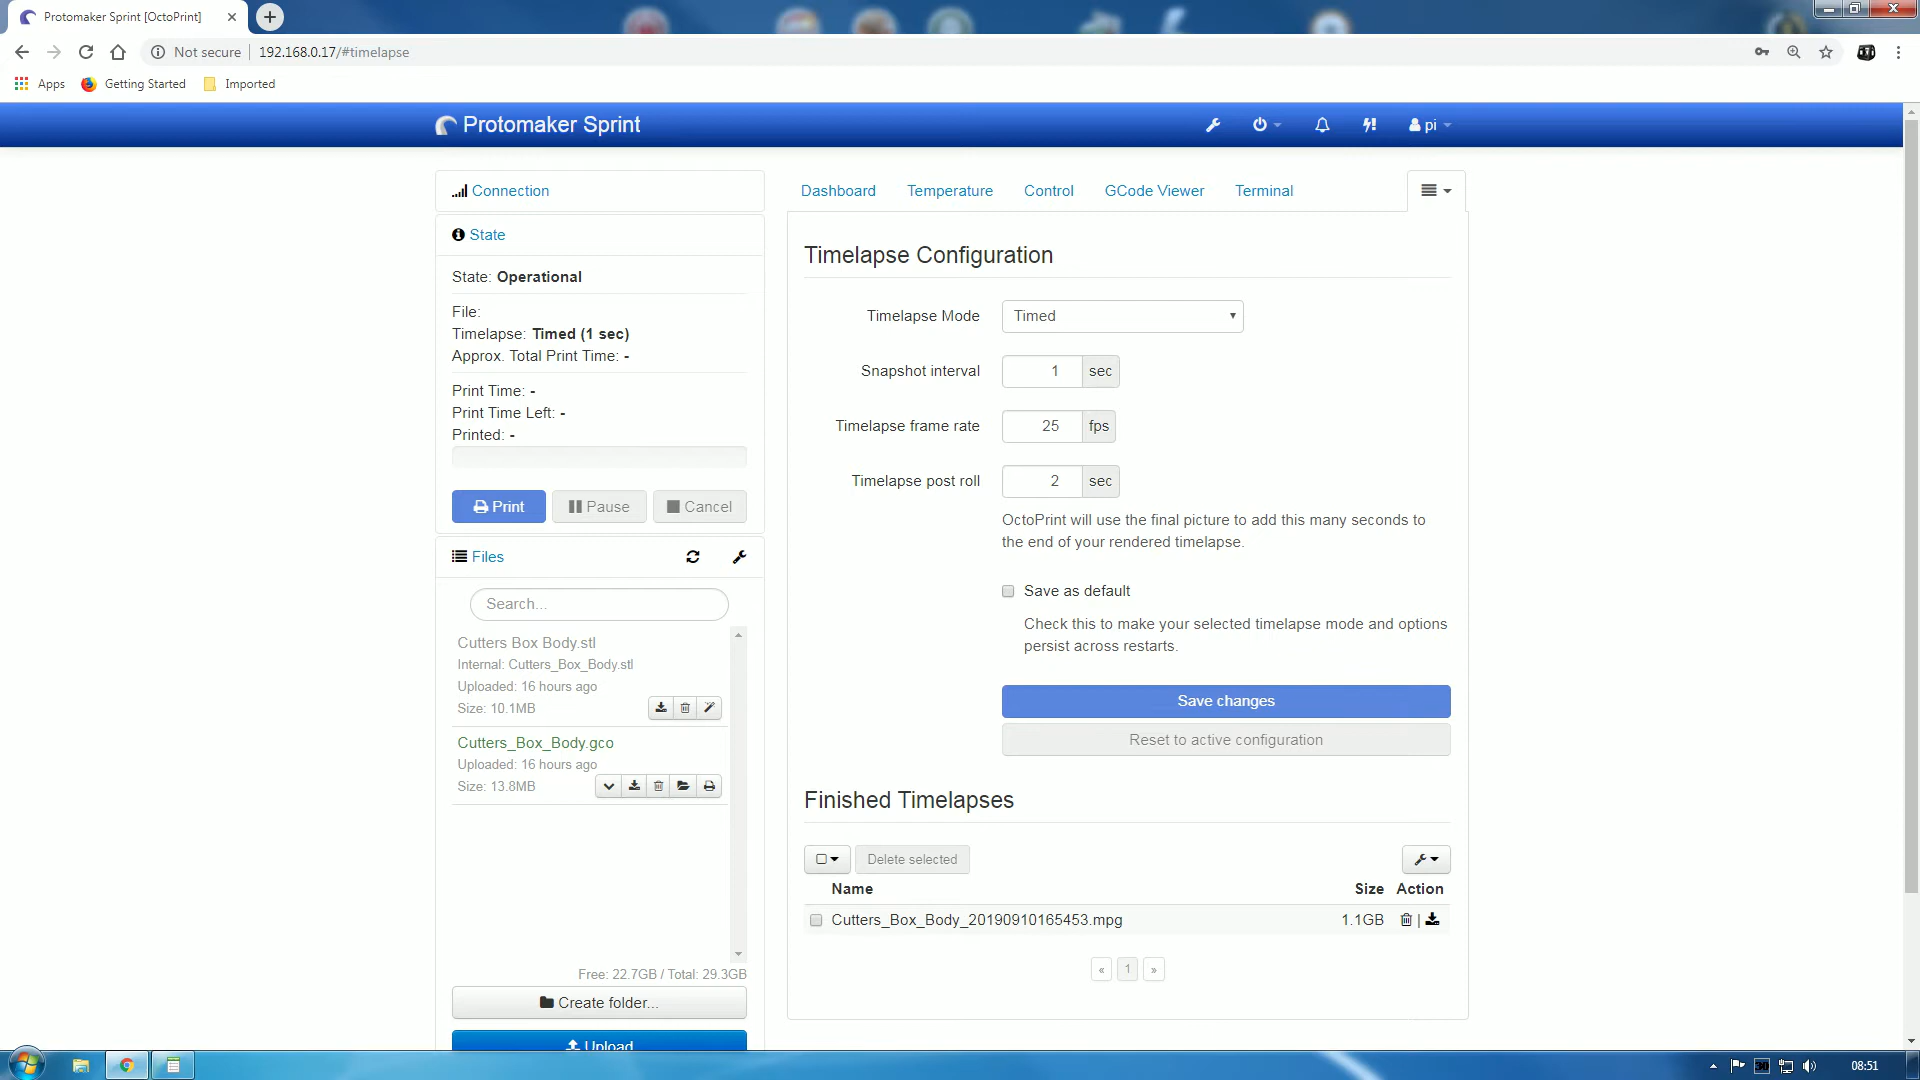 Protomaker Sprint [OctoPrint]
Not secure
192.168.0.17/#timelapse
Apps
Getting Started
Imported
Protomaker Sprint
pi
Connection
State
State: Operational
File:
Timelapse: Timed (1 sec)
Approx. Total Print Time: -
Print Time: -
Print Time Left: -
Printed: -
Print
Pause
Cancel
Files
Search...
Cutters Box Body.stl
Internal: Cutters_Box_Body.stl
Uploaded: 16 hours ago
Size: 10.1MB
Cutters_Box_Body.gco
Uploaded: 16 hours ago
Size: 13.8MB
Free: 22.7GB / Total: 29.3GB
Create folder...
Upload
Dashboard
Temperature
Control
GCode Viewer
Terminal
Timelapse Configuration
Timelapse Mode
Timed
Snapshot interval
1 sec
Timelapse frame rate
25 fps
Timelapse post roll
2 sec
OctoPrint will use the final picture to add this many seconds to
the end of your rendered timelapse.
Save as default
Check this to make your selected timelapse mode and options
persist across restarts.
Save changes
Reset to active configuration
Finished Timelapses
Delete selected
Name Size Action
Cutters_Box_Body_20190910165453.mpg 1.1GB |
« 1 »
08:51